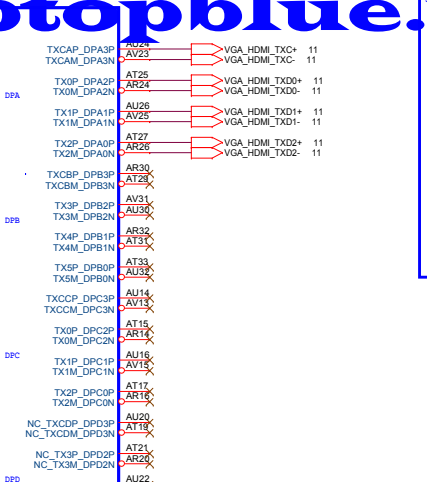 otopblue.
TXCAP_DPA3P AU24 VGA_HDMI_TXC+ 11
TXCAM_DPA3N AV23 VGA_HDMI_TXC- 11
TX0P_DPA2P AT25 VGA_HDMI_TXD0+ 11
TX0M_DPA2N AR24 VGA_HDMI_TXD0- 11
DPA
TX1P_DPA1P AU26 VGA_HDMI_TXD1+ 11
TX1M_DPA1N AV25 VGA_HDMI_TXD1- 11
TX2P_DPA0P AT27 VGA_HDMI_TXD2+ 11
TX2M_DPA0N AR26 VGA_HDMI_TXD2- 11
TXCBP_DPB3P AR30
TXCBM_DPB3N AT29
TX3P_DPB2P AV31
TX3M_DPB2N AU30
DPB
TX4P_DPB1P AR32
TX4M_DPB1N AT31
TX5P_DPB0P AT33
TX5M_DPB0N AU32
TXCCP_DPC3P AU14
TXCCM_DPC3N AV13
TX0P_DPC2P AT15
TX0M_DPC2N AR14
DPC
TX1P_DPC1P AU16
TX1M_DPC1N AV15
TX2P_DPC0P AT17
TX2M_DPC0N AR16
NC_TXCDP_DPD3P AU20
NC_TXCDM_DPD3N AT19
NC_TX3P_DPD2P AT21
NC_TX3M_DPD2N AR20
DPD
AU22